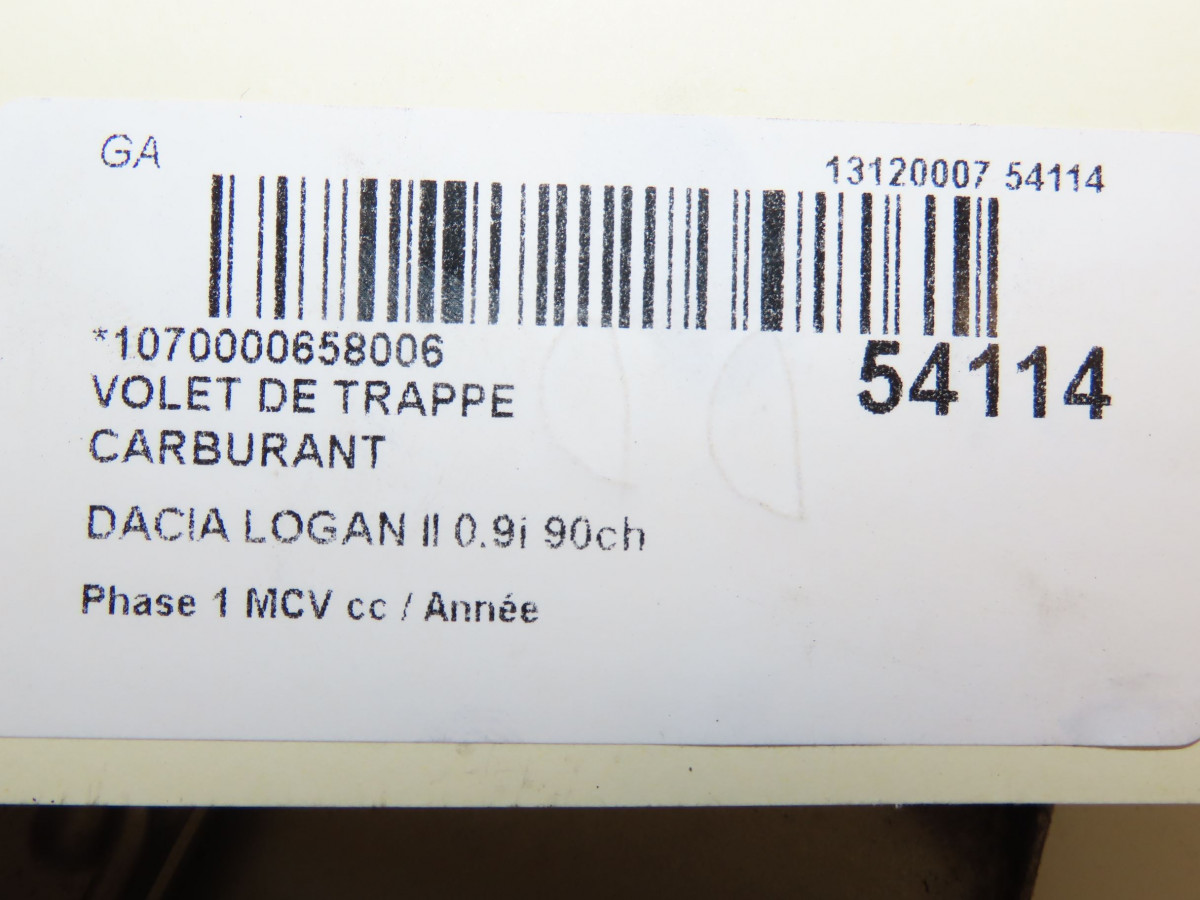 GA
13120007 54114
*1070000658006
54114
VOLET DE TRAPPE
CARBURANT
DACIA LOGAN II 0.9i 90ch
Phase 1 MCV cc / Année